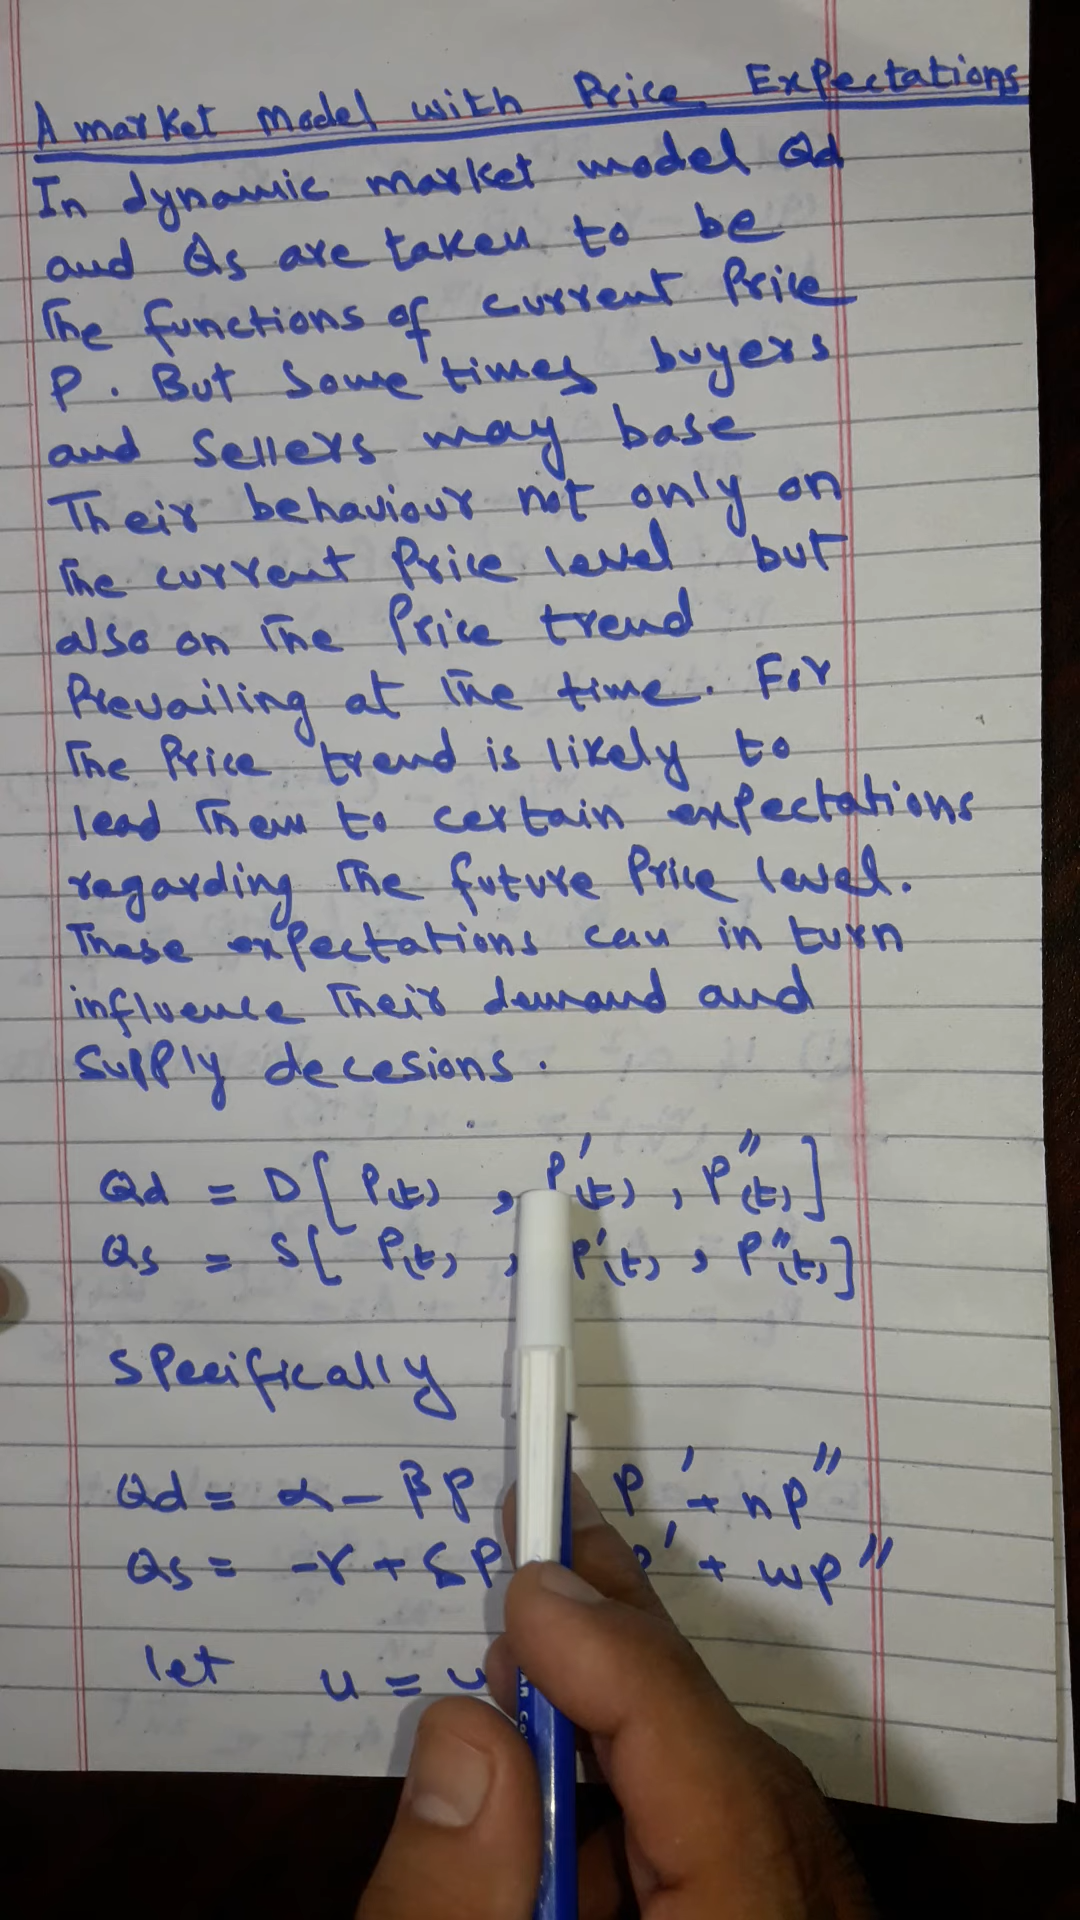 A market Model with Price Expectations
In dynamic market model Qd
and Qs are taken to be
The functions of current Price
P. But Some times buyers
and Sellers may base
Their behaviour not only on
The current Price level but
also on The Price trend
Prevailing at The time. For
The Price trend is likely to
lead Them to certain expectations
regarding The future Price level.
These expectations can in turn
influence Their demand and
Supply decesions.
Qd = D[ P(t) , P'(t) , P''(t) ]
Qs = S[ P(t) , P'(t) , P''(t) ]
Specifically
Qd = α - βP P' + nP''
Qs = -γ + δP P' + wP''
let u =